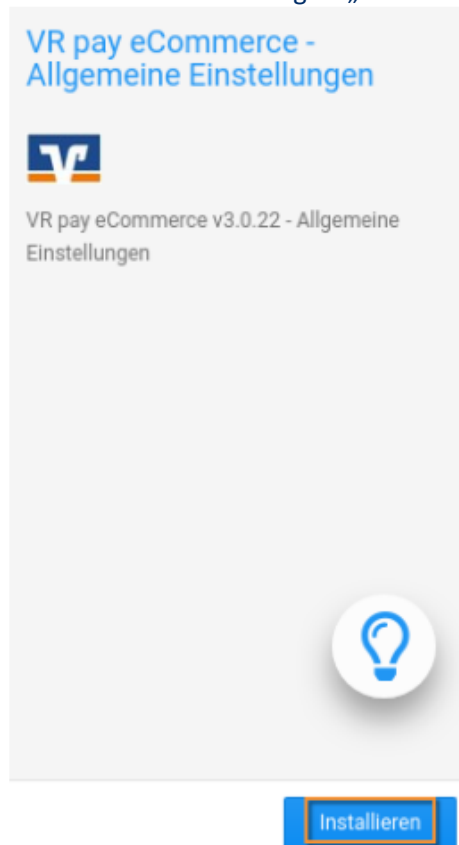 VR pay eCommerce -
Allgemeine Einstellungen
VR pay eCommerce v3.0.22 - Allgemeine
Einstellungen
Installieren